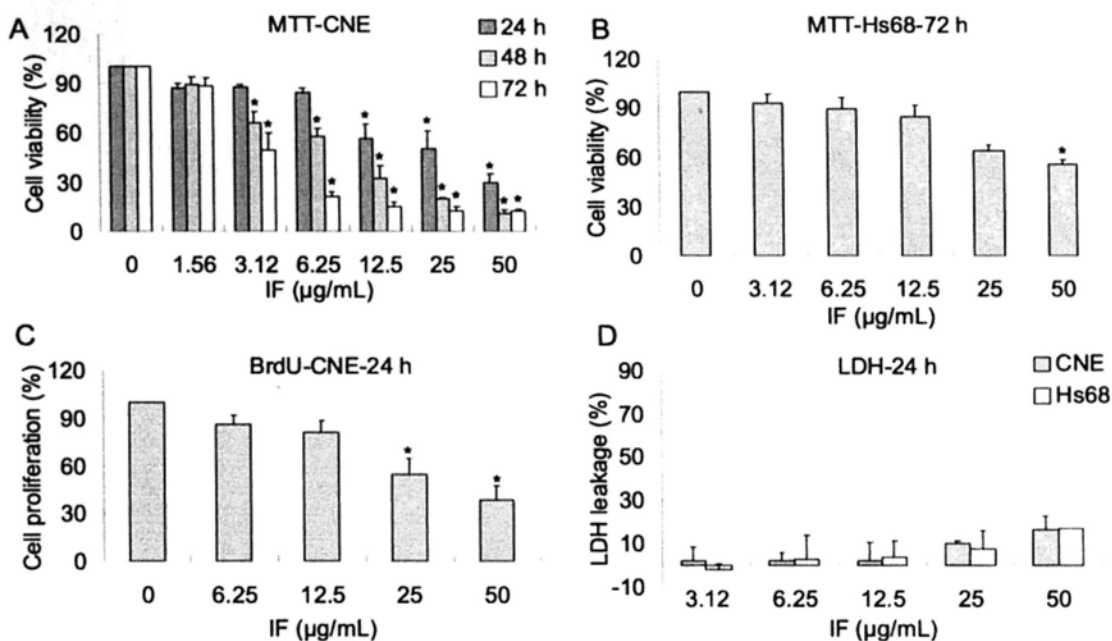 A
MTT-CNE
24 h
48 h
72 h
Cell viability (%)
120
90
60
30
0
* * * * * * * * * * * * *
0 1.56 3.12 6.25 12.5 25 50
IF (µg/mL)
B
MTT-Hs68-72 h
Cell viability (%)
120
90
60
30
0
*
0 3.12 6.25 12.5 25 50
IF (µg/mL)
C
BrdU-CNE-24 h
Cell proliferation (%)
120
90
60
30
0
* *
0 6.25 12.5 25 50
IF (µg/mL)
D
LDH-24 h
CNE
Hs68
LDH leakage (%)
90
70
50
30
10
-10
3.12 6.25 12.5 25 50
IF (µg/mL)